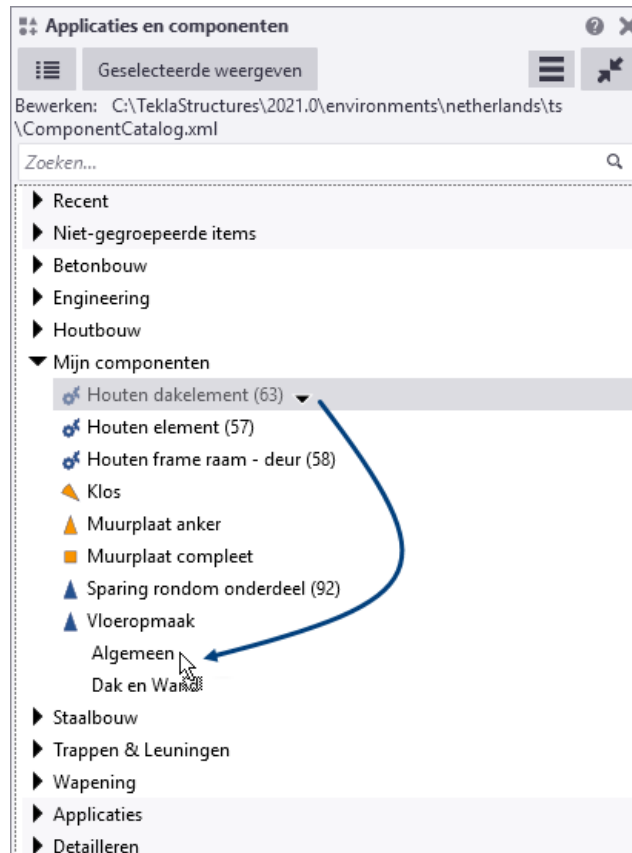 Applicaties en componenten
Geselecteerde weergeven
Bewerken: C:\TeklaStructures\2021.0\environments\netherlands\ts
\ComponentCatalog.xml
Zoeken...
Recent
Niet-gegroepeerde items
Betonbouw
Engineering
Houtbouw
Mijn componenten
Houten dakelement (63)
Houten element (57)
Houten frame raam - deur (58)
Klos
Muurplaat anker
Muurplaat compleet
Sparing rondom onderdeel (92)
Vloeropmaak
Algemeen
Dak en Wand
Staalbouw
Trappen & Leuningen
Wapening
Applicaties
Detailleren